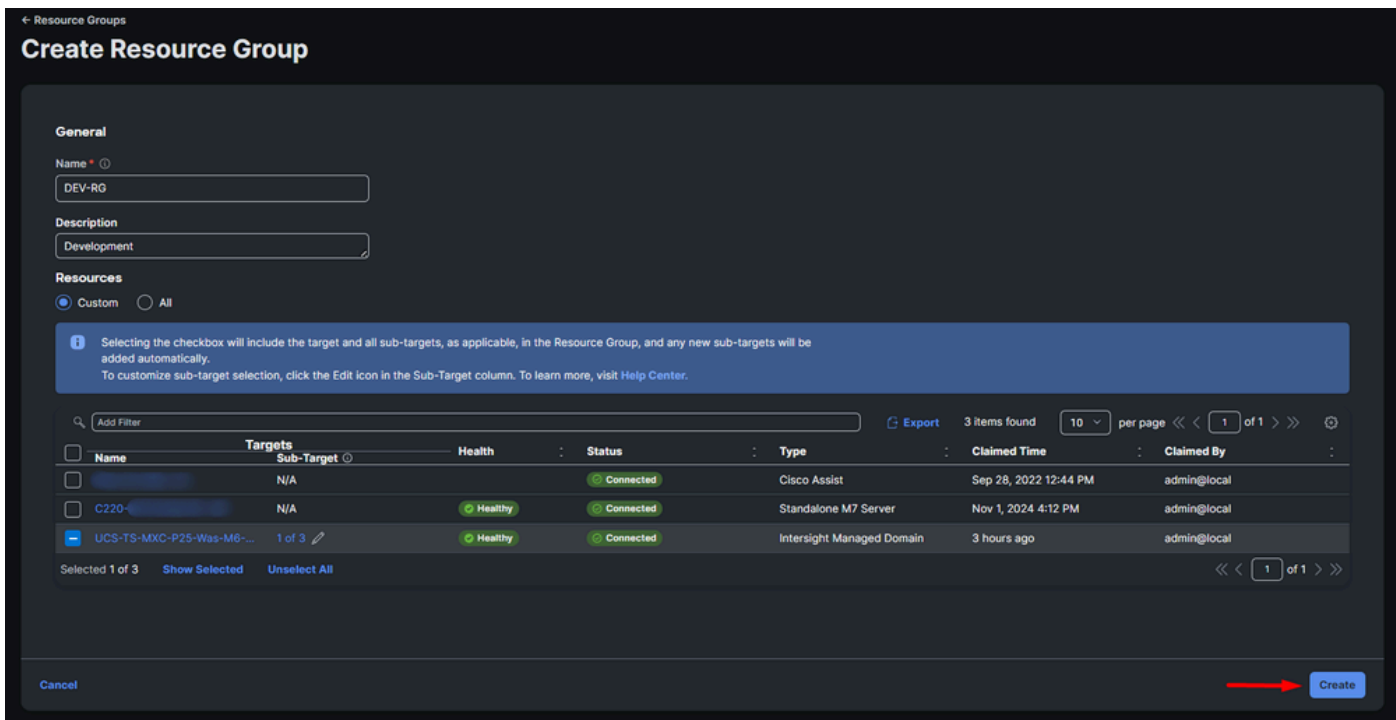 ← Resource Groups
Create Resource Group
General
Name *
DEV-RG
Description
Development
Resources
Custom All
Selecting the checkbox will include the target and all sub-targets, as applicable, in the Resource Group, and any new sub-targets will be
added automatically.
To customize sub-target selection, click the Edit icon in the Sub-Target column. To learn more, visit Help Center.
Add Filter Export 3 items found 10 per page 1 of 1
Targets
Name Sub-Target Health Status Type Claimed Time Claimed By
N/A Connected Cisco Assist Sep 28, 2022 12:44 PM admin@local
C220- N/A Healthy Connected Standalone M7 Server Nov 1, 2024 4:12 PM admin@local
UCS-TS-MXC-P25-Was-M6-... 1 of 3 Healthy Connected Intersight Managed Domain 3 hours ago admin@local
Selected 1 of 3 Show Selected Unselect All 1 of 1
Cancel Create